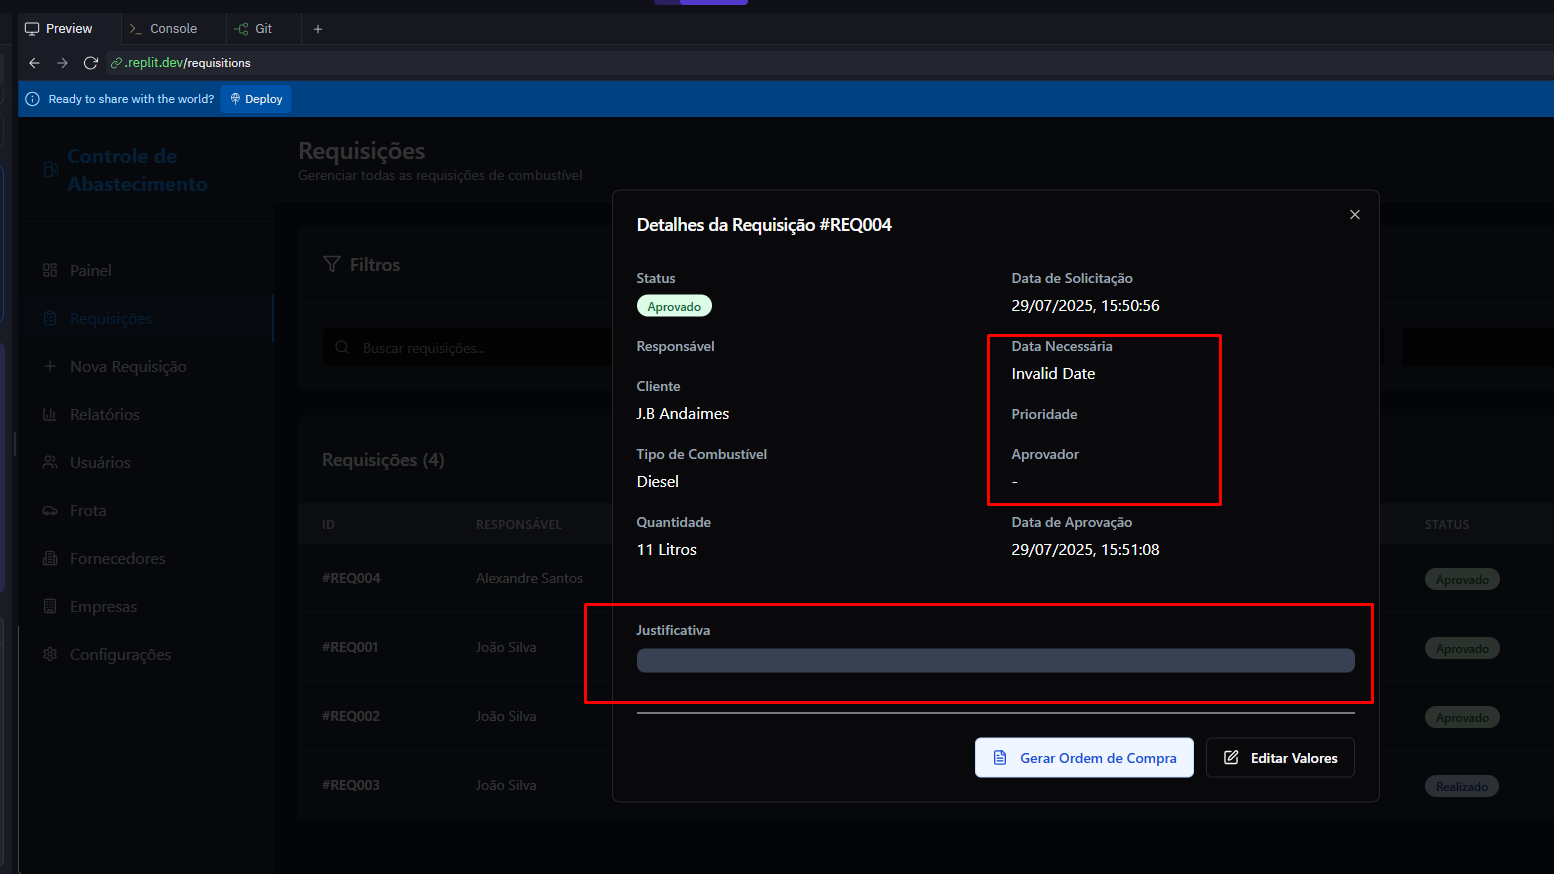 Preview
Console
Git
.replit.dev/requisitions
Ready to share with the world?
Deploy
Controle de
Abastecimento
Painel
Requisições
Nova Requisição
Relatórios
Usuários
Frota
Fornecedores
Empresas
Configurações
Requisições
Gerenciar todas as requisições de combustível
Filtros
Buscar requisições...
Requisições (4)
ID
RESPONSÁVEL
STATUS
#REQ004
Alexandre Santos
Aprovado
#REQ001
João Silva
Aprovado
#REQ002
João Silva
Aprovado
#REQ003
João Silva
Realizado
Detalhes da Requisição #REQ004
Status
Aprovado
Responsável
Cliente
J.B Andaimes
Tipo de Combustível
Diesel
Quantidade
11 Litros
Data de Solicitação
29/07/2025, 15:50:56
Data Necessária
Invalid Date
Prioridade
Aprovador
-
Data de Aprovação
29/07/2025, 15:51:08
Justificativa
Gerar Ordem de Compra
Editar Valores